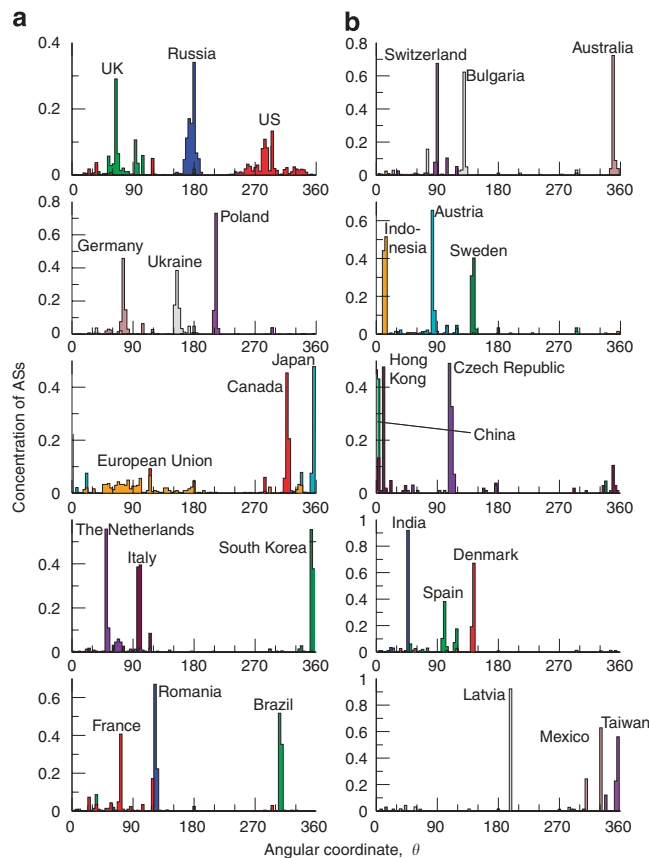 a
0.4
0.2
0
UK
Russia
US
0 90 180 270 360
0.8
0.6
0.4
0.2
0
Germany
Ukraine
Poland
0 90 180 270 360
0.4
0.2
0
European Union
Canada
Japan
0 90 180 270 360
0.4
0.2
0
The Netherlands
Italy
South Korea
0 90 180 270 360
0.6
0.4
0.2
0
France
Romania
Brazil
0 90 180 270 360
Concentration of ASs
Angular coordinate, θ
b
0.8
0.6
0.4
0.2
0
Switzerland
Bulgaria
Australia
0 90 180 270 360
0.6
0.4
0.2
0
Indo-
nesia
Austria
Sweden
0 90 180 270 360
0.4
0.2
0
Hong
Kong
China
Czech Republic
0 90 180 270 360
1
0.8
0.6
0.4
0.2
0
India
Spain
Denmark
0 90 180 270 360
1
0.8
0.6
0.4
0.2
0
Latvia
Mexico
Taiwan
0 90 180 270 360
Angular coordinate, θ